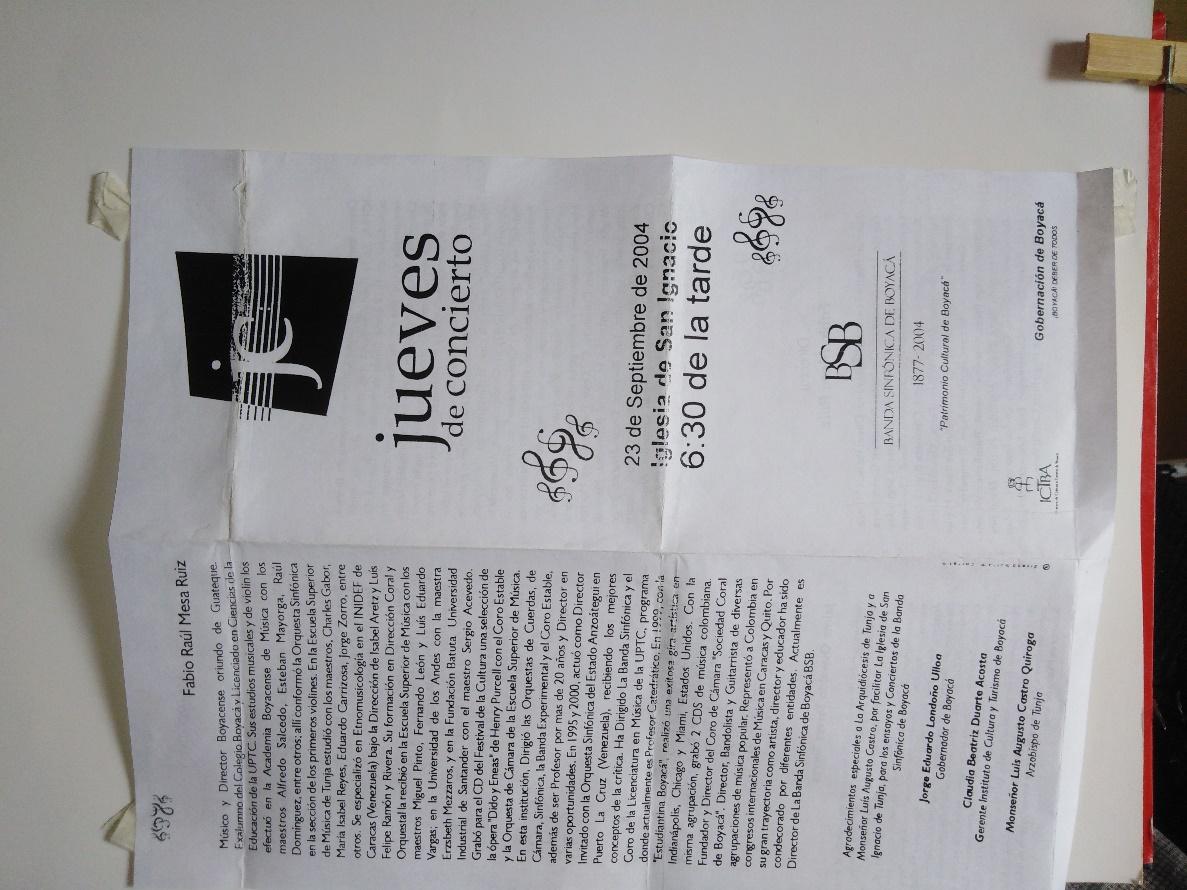 Fabio Raúl Mesa Ruiz
Músico y Director Boyacense oriundo de Guateque.
Exalumno del Colegio Boyacá y Licenciado en Ciencias de la
Educación de la UPTC. Sus estudios musicales y de violín los
efectuó en la Academia Boyacense de Música con los
maestros Alfredo Salcedo, Esteban Mayorga, Raúl
Domínguez, entre otros; allí conformó la Orquesta Sinfónica
en la sección de los primeros violines. En la Escuela Superior
de Música de Tunja estudió con los maestros, Charles Gabor,
María Isabel Reyes, Eduardo Carrizosa, Jorge Zorro, entre
otros. Se especializó en Etnomusicología en el INIDEF de
Caracas (Venezuela) bajo la Dirección de Isabel Aretz y Luis
Felipe Ramón y Rivera. Su formación en Dirección Coral y
Orquestal la recibió en la Escuela Superior de Música con los
maestros Miguel Pinto, Fernando León y Luis Eduardo
Vargas; en la Universidad de los Andes con la maestra
Erzsbeth Mezzaros, y en la Fundación Batuta Universidad
Industrial de Santander con el maestro Sergio Acevedo.
Grabó para el CD del Festival de la Cultura una selección de
la ópera "Dido y Eneas" de Henry Purcell con el Coro Estable
y la Orquesta de Cámara de la Escuela Superior de Música.
En esta institución, Dirigió las Orquestas de Cuerdas, de
Cámara, Sinfónica, la Banda Experimental y el Coro Estable,
además de ser Profesor por mas de 20 años y Director en
varias oportunidades. En 1995 y 2000, actuó como Director
Invitado con la Orquesta Sinfónica del Estado Anzoátegui en
Puerto La Cruz (Venezuela), recibiendo los mejores
conceptos de la crítica. Ha Dirigido La Banda Sinfónica y el
Coro de la Licenciatura en Música de la UPTC, programa
donde actualmente es Profesor Catedrático. En 1999, con la
"Estudiantina Boyacá", realizó una exitosa gira artística en
Indianápolis, Chicago y Miami, Estados Unidos. Con la
misma agrupación, grabó 2 CDS de música colombiana.
Fundador y Director del Coro de Cámara "Sociedad Coral
de Boyacá". Director, Bandolista y Guitarrista de diversas
agrupaciones de música popular. Representó a Colombia en
congresos internacionales de Música en Caracas y Quito. Por
su gran trayectoria como artista, director y educador ha sido
condecorado por diferentes entidades. Actualmente es
Director de La Banda Sinfónica de Boyacá BSB.
Agradecimientos especiales a La Arquidiócesis de Tunja y a
Monseñor Luis Augusto Castro, por facilitar La Iglesia de San
Ignacio de Tunja, para los ensayos y Conciertos de la Banda
Sinfónica de Boyacá
Jorge Eduardo Londoño Ulloa
Gobernador de Boyacá
Claudia Beatriz Duarte Acosta
Gerente Instituto de Cultura y Turismo de Boyacá
Monseñor Luis Augusto Castro Quiroga
Arzobispo de Tunja
jc
jueves
de concierto
23 de Septiembre de 2004
Iglesia de San Ignacio
6:30 de la tarde
BSB
BANDA SINFÓNICA DE BOYACÁ
1877- 2004
"Patrimonio Cultural de Boyacá"
ICTBA
Gobernación de Boyacá
¡BOYACÁ! DEBER DE TODOS